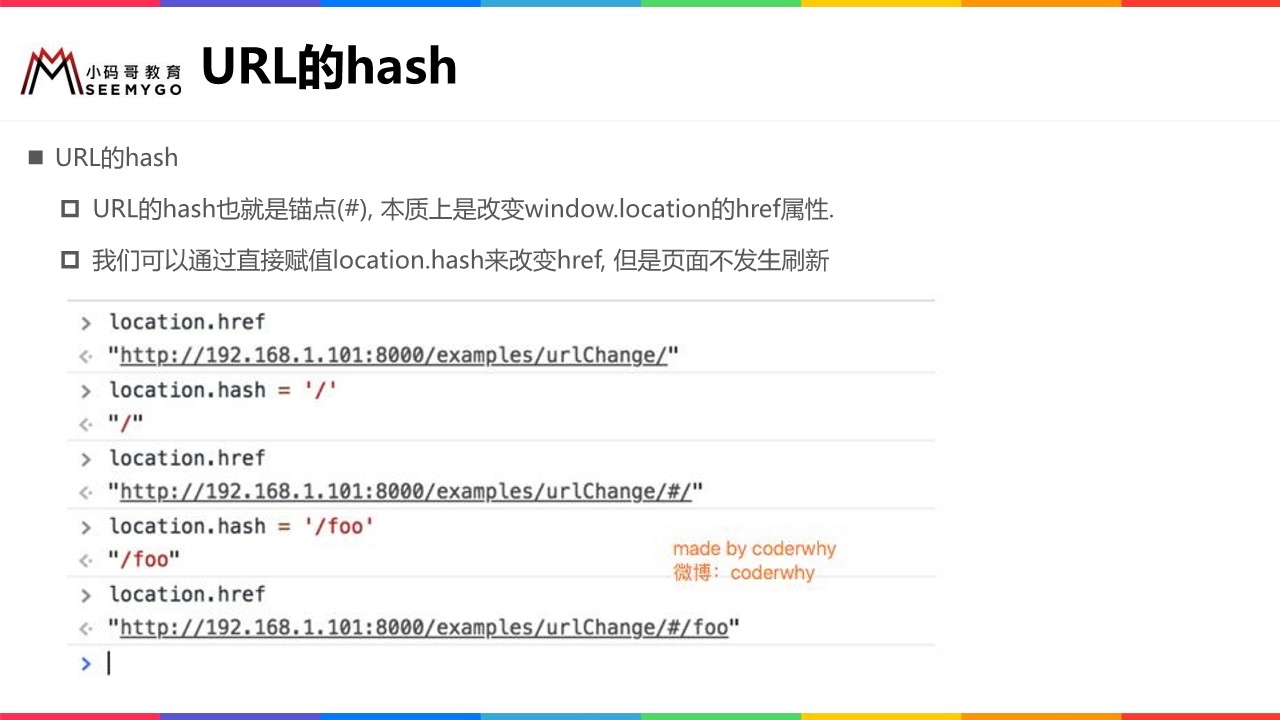 小码哥教育
SEEMYGO
URL的hash
URL的hash
URL的hash也就是锚点(#), 本质上是改变window.location的href属性.
我们可以通过直接赋值location.hash来改变href, 但是页面不发生刷新
> location.href
<· "http://192.168.1.101:8000/examples/urlChange/"
> location.hash = '/'
<· "/"
> location.href
<· "http://192.168.1.101:8000/examples/urlChange/#/"
> location.hash = '/foo'
<· "/foo"
> location.href
<· "http://192.168.1.101:8000/examples/urlChange/#/foo"
>
made by coderwhy
微博：coderwhy